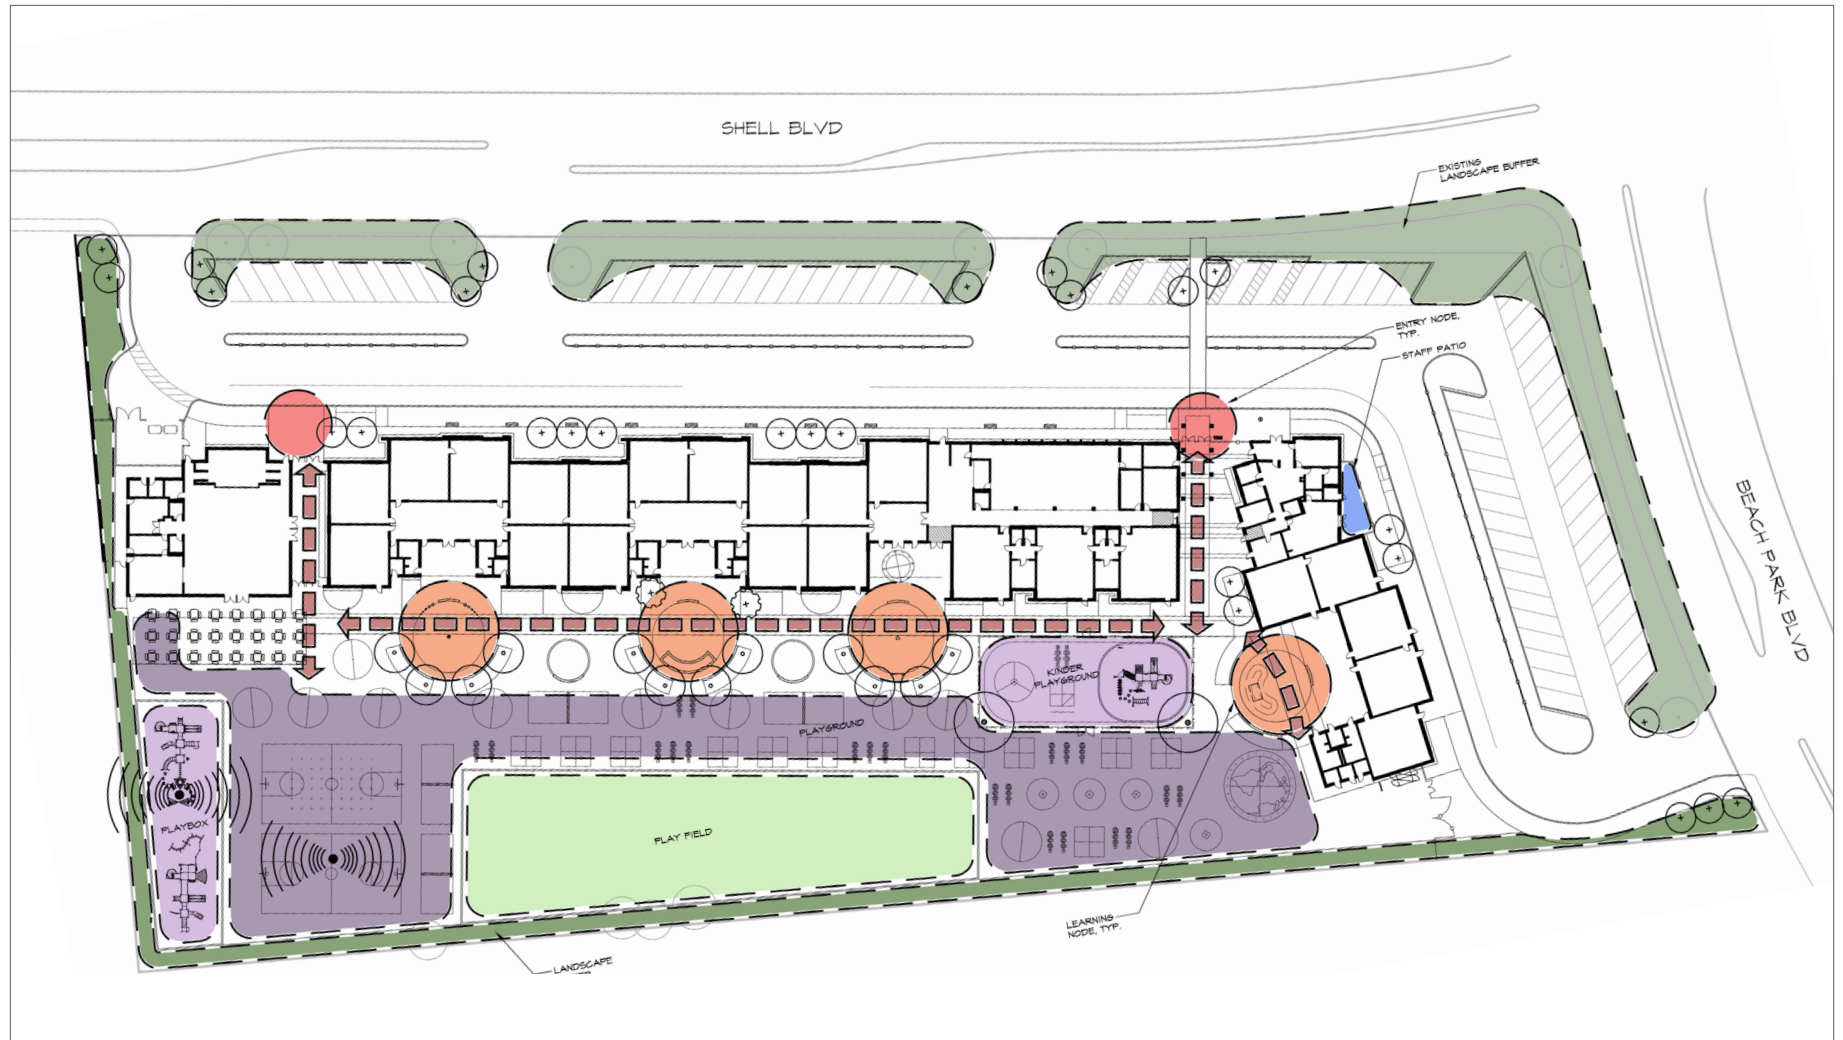 SHELL BLVD
EXISTING
LANDSCAPE BUFFER
ENTRY NODE,
TYP.
STAFF PATIO
BEACH PARK BLVD
KINDER
PLAYGROUND
PLAYGROUND
PLAYBOX
PLAY FIELD
LEARNING
NODE, TYP.
LANDSCAPE